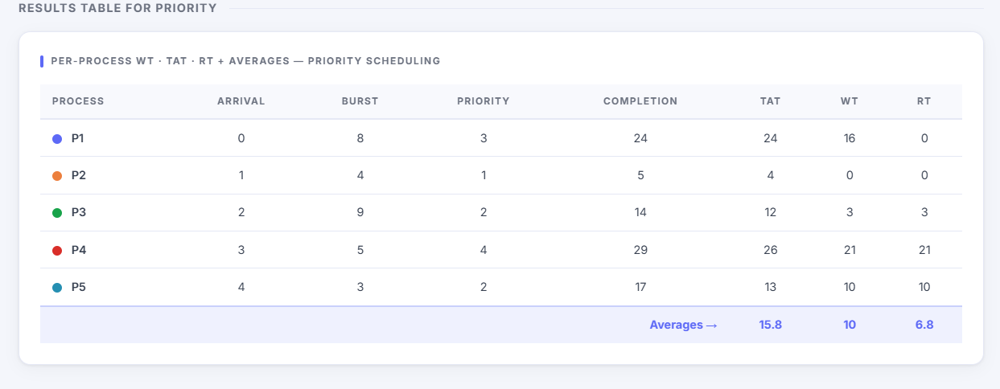 RESULTS TABLE FOR PRIORITY
PER-PROCESS WT · TAT · RT + AVERAGES — PRIORITY SCHEDULING
PROCESS ARRIVAL BURST PRIORITY COMPLETION TAT WT RT
P1 0 8 3 24 24 16 0
P2 1 4 1 5 4 0 0
P3 2 9 2 14 12 3 3
P4 3 5 4 29 26 21 21
P5 4 3 2 17 13 10 10
Averages → 15.8 10 6.8